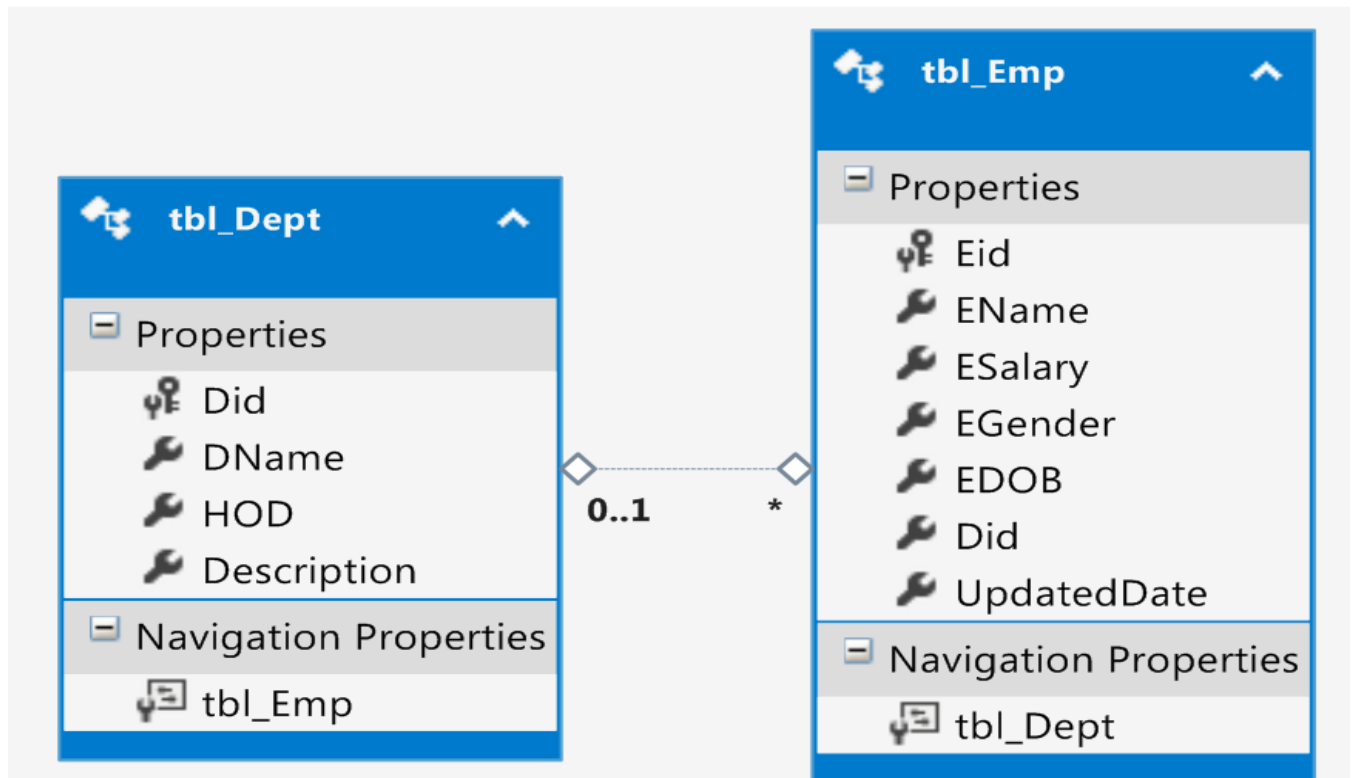 tbl_Dept
Properties
Did
DName
HOD
Description
Navigation Properties
tbl_Emp
0..1
*
tbl_Emp
Properties
Eid
EName
ESalary
EGender
EDOB
Did
UpdatedDate
Navigation Properties
tbl_Dept